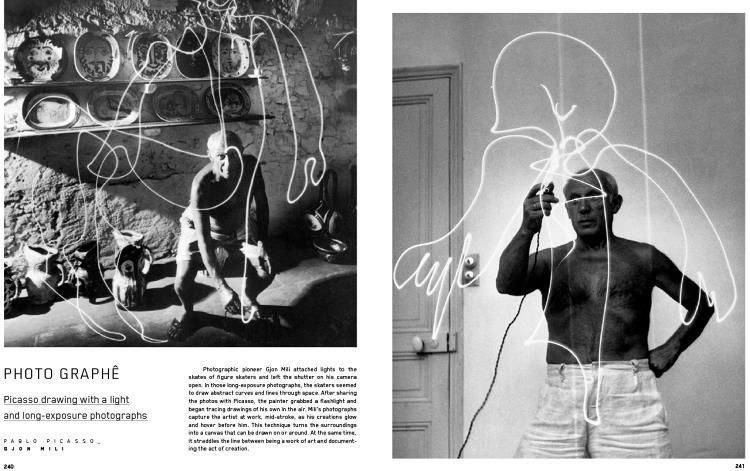 PHOTO GRAPHÊ
Picasso drawing with a light
and long-exposure photographs
PABLO PICASSO_
GJON MILI
240
Photographic pioneer Gjon Mili attached lights to the
skates of figure skaters and left the shutter on his camera
open. In those long-exposure photographs, the skaters seemed
to draw abstract curves and lines through space. After sharing
the photos with Picasso, the painter grabbed a flashlight and
began tracing drawings of his own in the air. Mili's photographs
capture the artist at work, mid-stroke, as his creations glow
and hover before him. This technique turns the surroundings
into a canvas that can be drawn on or around. At the same time,
it straddles the line between being a work of art and document-
ing the act of creation.
241